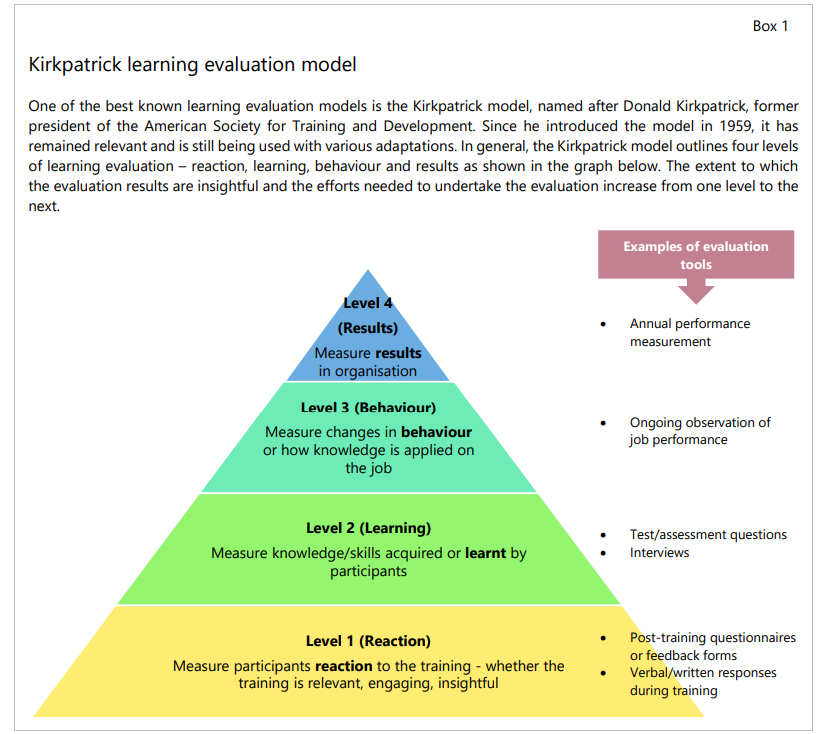 Box 1
Kirkpatrick learning evaluation model
One of the best known learning evaluation models is the Kirkpatrick model, named after Donald Kirkpatrick, former
president of the American Society for Training and Development. Since he introduced the model in 1959, it has
remained relevant and is still being used with various adaptations. In general, the Kirkpatrick model outlines four levels
of learning evaluation – reaction, learning, behaviour and results as shown in the graph below. The extent to which
the evaluation results are insightful and the efforts needed to undertake the evaluation increase from one level to the
next.
Examples of evaluation
tools
Level 4
(Results)
Measure results
in organisation
• Annual performance
measurement
Level 3 (Behaviour)
Measure changes in behaviour
or how knowledge is applied on
the job
• Ongoing observation of
job performance
Level 2 (Learning)
Measure knowledge/skills acquired or learnt by
participants
• Test/assessment questions
• Interviews
Level 1 (Reaction)
Measure participants reaction to the training - whether the
training is relevant, engaging, insightful
• Post-training questionnaires
or feedback forms
• Verbal/written responses
during training